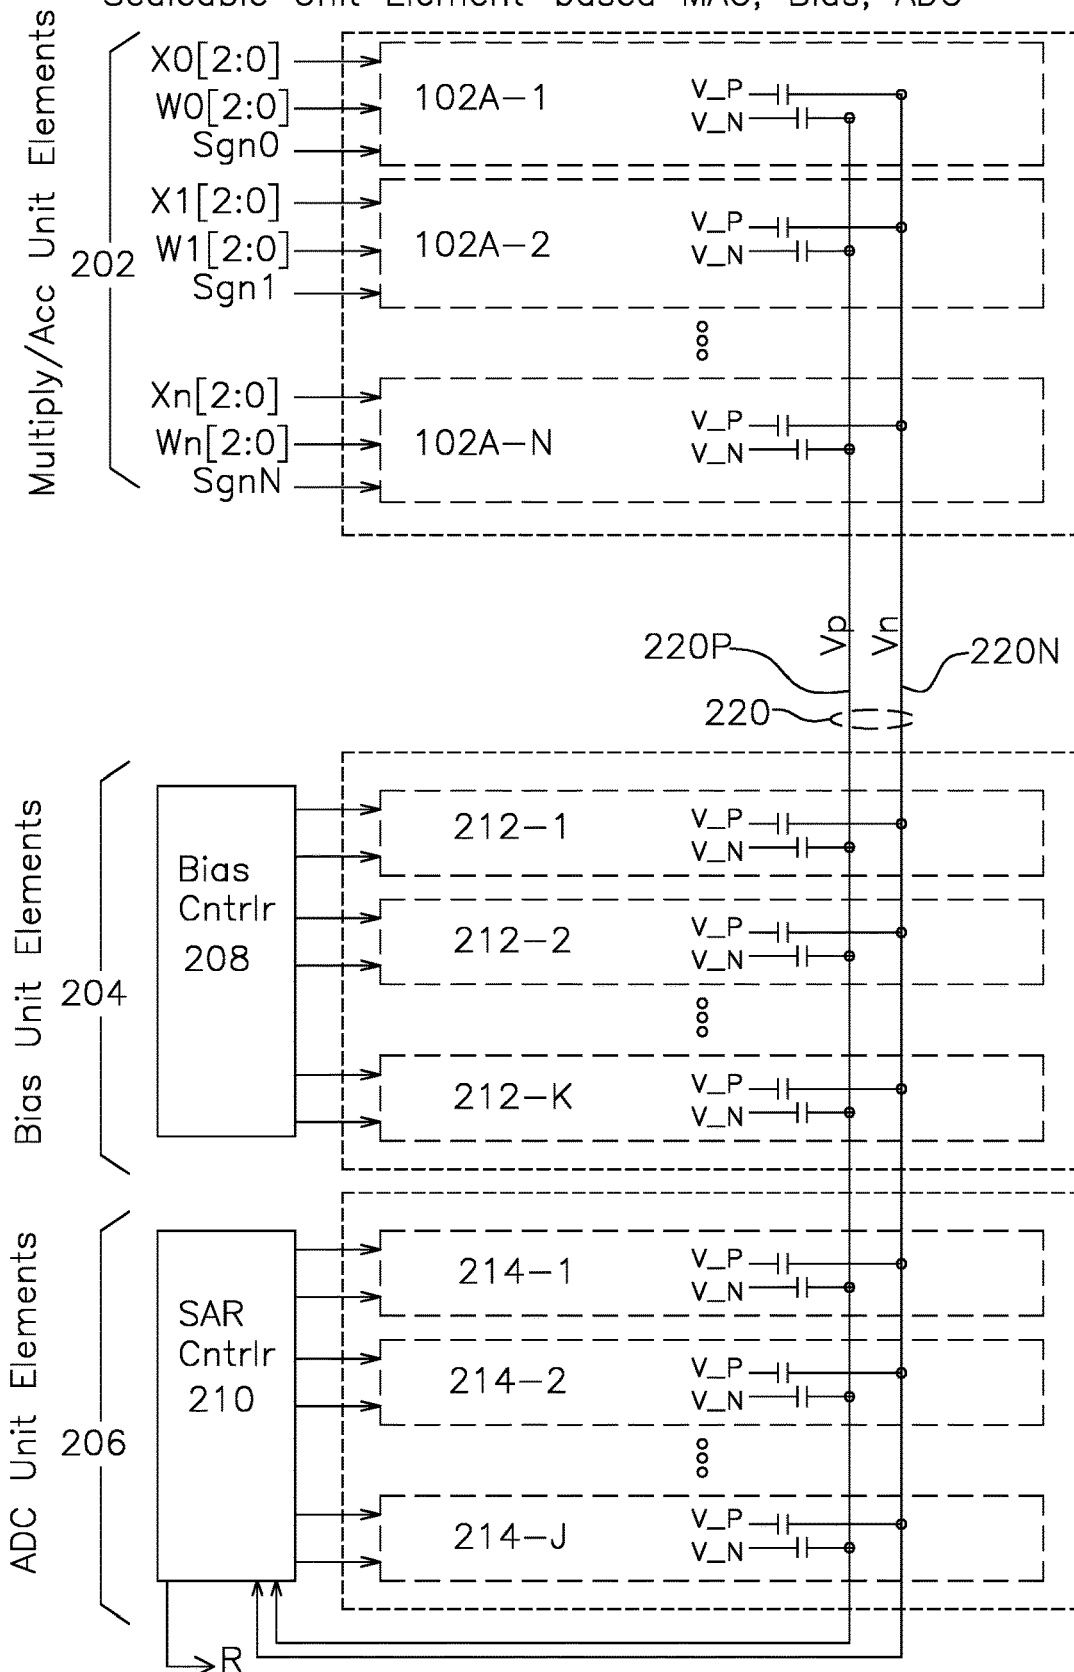 Scaleable Unit Element based MAC, Bias, ADC
Multiply/Acc Unit Elements
202
X0[2:0]
W0[2:0]
Sgn0
102A-1
V_P
V_N
X1[2:0]
W1[2:0]
Sgn1
102A-2
V_P
V_N
Xn[2:0]
Wn[2:0]
SgnN
102A-N
V_P
V_N
Vp
Vn
220P
220N
220
Bias Unit Elements
204
Bias
Cntrlr
208
212-1
V_P
V_N
212-2
V_P
V_N
212-K
V_P
V_N
ADC Unit Elements
206
SAR
Cntrlr
210
214-1
V_P
V_N
214-2
V_P
V_N
214-J
V_P
V_N
R